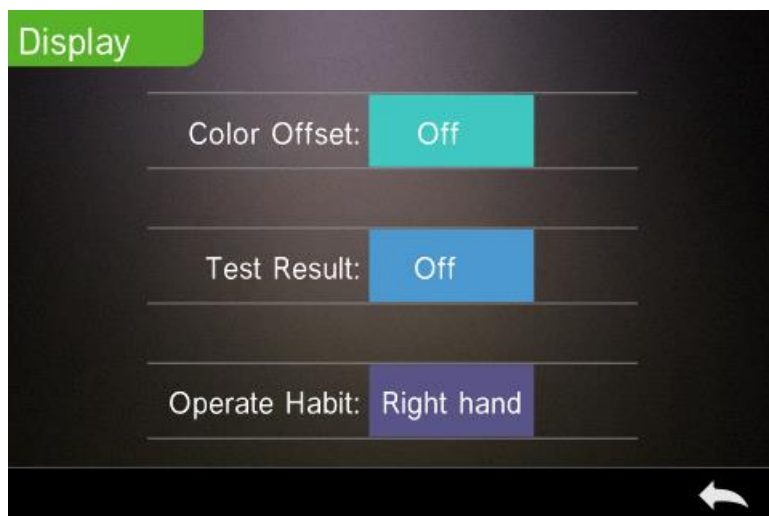 Display
Color Offset: Off
Test Result: Off
Operate Habit: Right hand